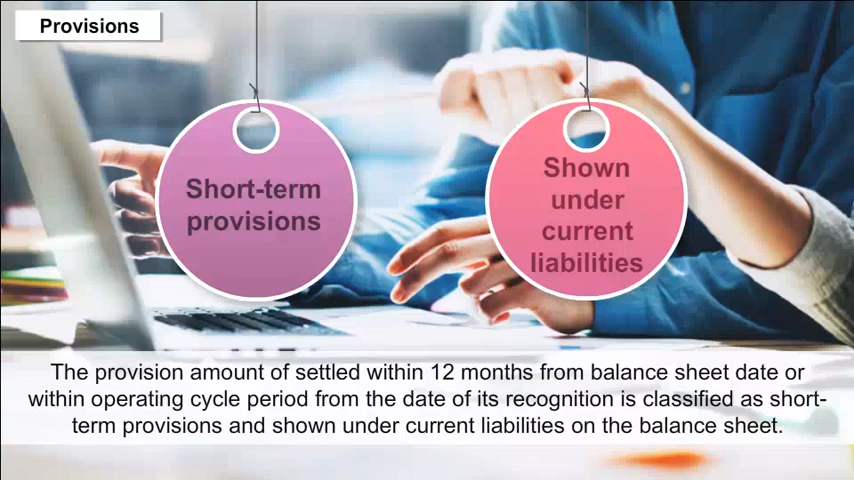 Provisions
Short-term
provisions
Shown
under
current
liabilities
The provision amount of settled within 12 months from balance sheet date or
within operating cycle period from the date of its recognition is classified as short-
term provisions and shown under current liabilities on the balance sheet.